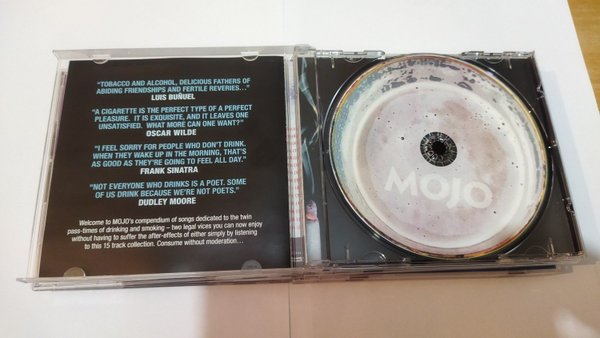 "TOBACCO AND ALCOHOL, DELICIOUS FATHERS OF
ABIDING FRIENDSHIPS AND FERTILE REVERIES..."
LUIS BUÑUEL
"A CIGARETTE IS THE PERFECT TYPE OF A PERFECT
PLEASURE. IT IS EXQUISITE, AND IT LEAVES ONE
UNSATISFIED. WHAT MORE CAN ONE WANT?"
OSCAR WILDE
"I FEEL SORRY FOR PEOPLE WHO DON'T DRINK.
WHEN THEY WAKE UP IN THE MORNING, THAT'S
AS GOOD AS THEY'RE GOING TO FEEL ALL DAY."
FRANK SINATRA
"NOT EVERYONE WHO DRINKS IS A POET. SOME
OF US DRINK BECAUSE WE'RE NOT POETS."
DUDLEY MOORE
Welcome to MOJO's compendium of songs dedicated to the twin
pass-times of drinking and smoking – two legal vices you can now enjoy
without having to suffer the after-effects of either simply by listening
to this 15 track collection. Consume without moderation...
MOJO